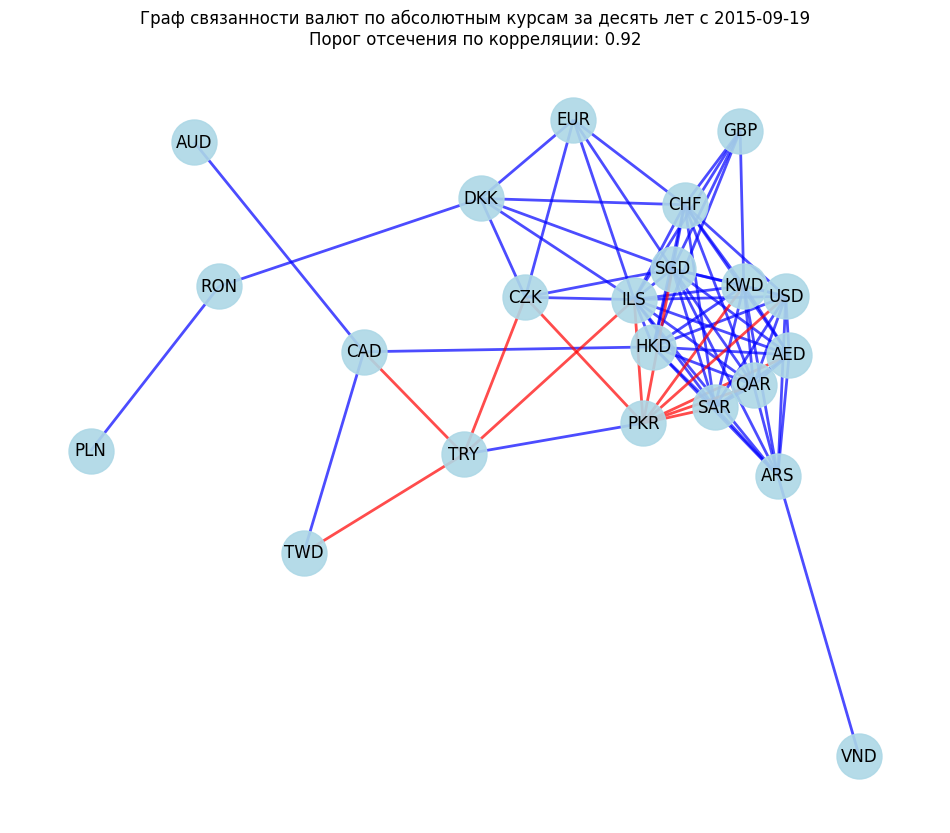 Граф связанности валют по абсолютным курсам за десять лет с 2015-09-19
Порог отсечения по корреляции: 0.92
EUR
GBP
AUD
DKK
CHF
SGD
RON
KWD
USD
CZK
ILS
HKD
CAD
AED
QAR
SAR
PKR
PLN
TRY
ARS
TWD
VND